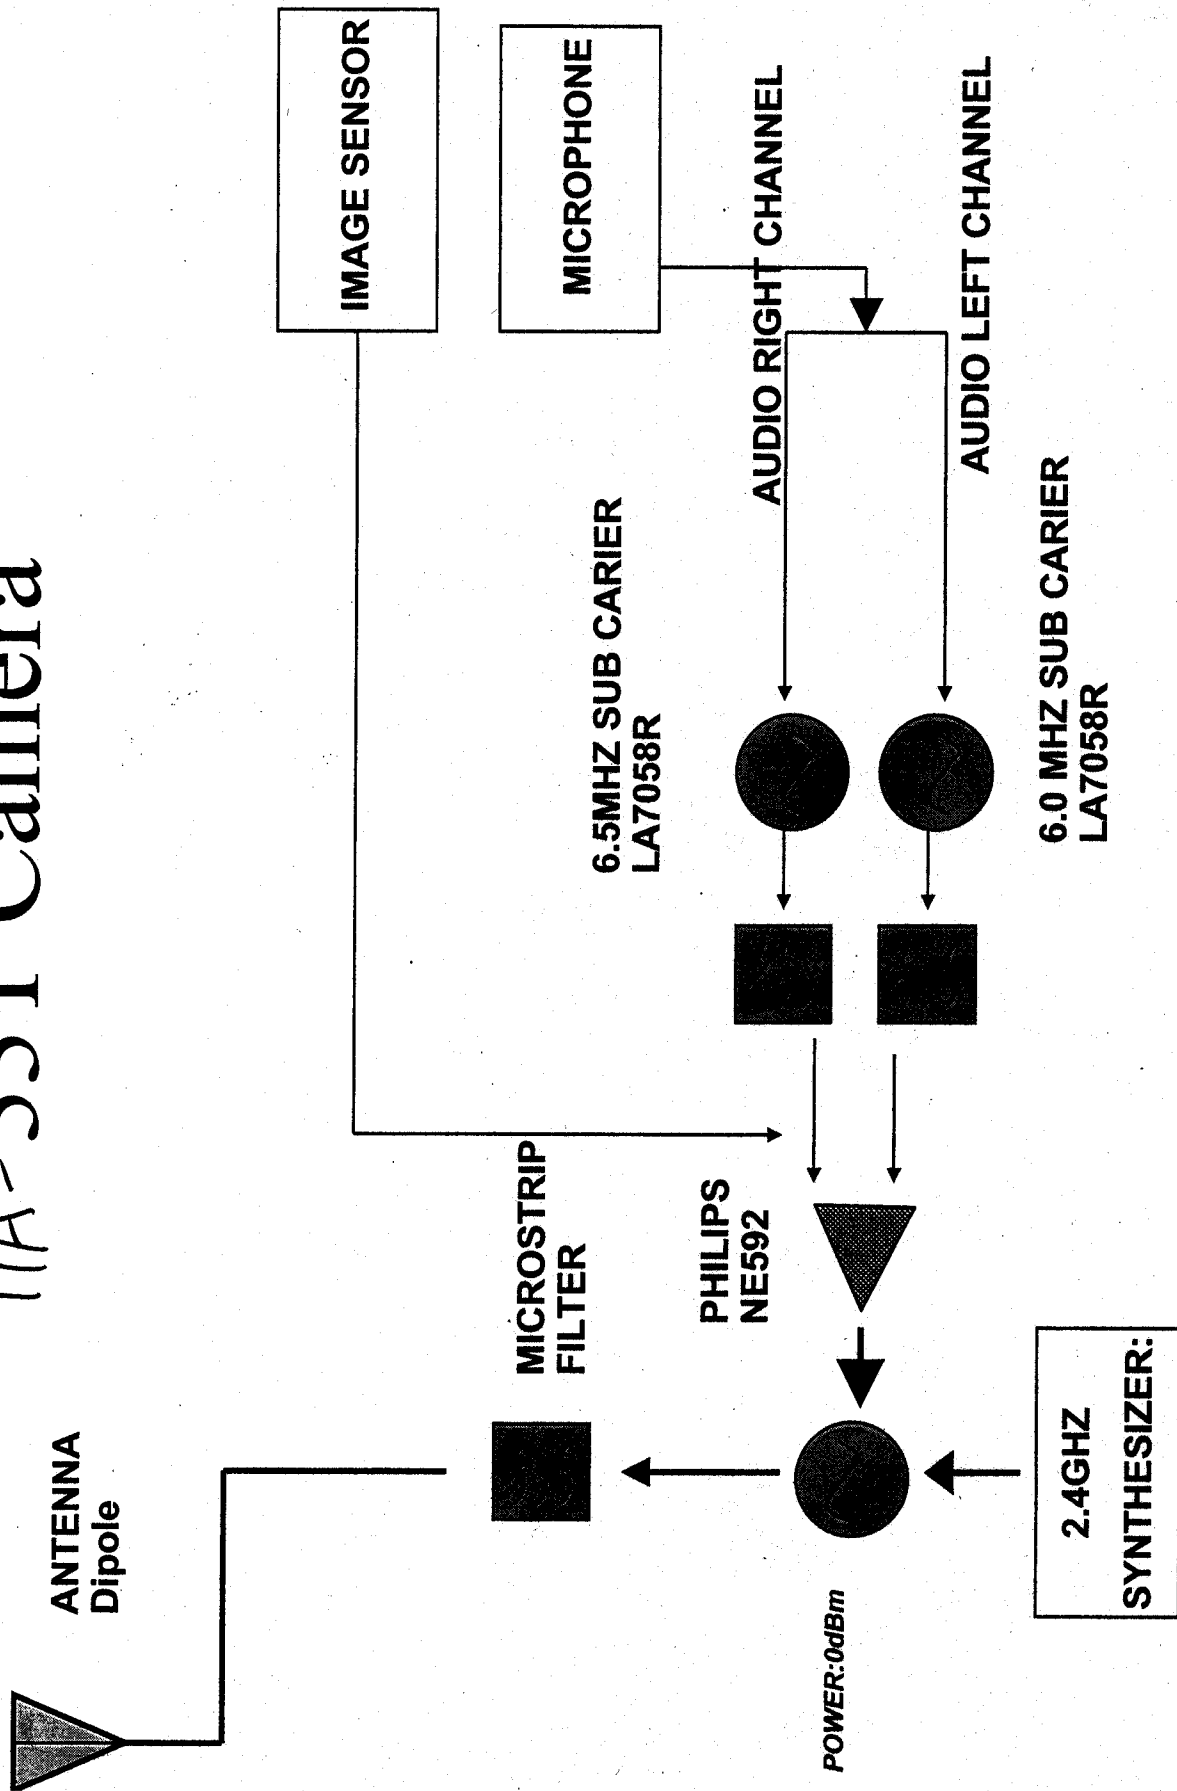 Camera
ANTENNA
Dipole
IMAGE SENSOR
MICROSTRIP
FILTER
MICROPHONE
6.5MHZ SUB CARIER
LA7058R
PHILIPS
NE592
AUDIO RIGHT CHANNEL
POWER:0dBm
AUDIO LEFT CHANNEL
2.4GHZ
SYNTHESIZER:
6.0 MHZ SUB CARIER
LA7058R